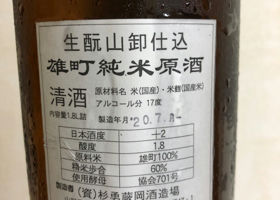 生酛山卸仕込
雄町純米原酒
清酒
原材料名 米(国産)・米麹(国産米)
アルコール分 17度
内容量1.8L詰
製造年月 '20.7.
日本酒度 +2
酸度 1.8
原料米 雄町100%
精米歩合 60%
使用酵母 協会701号
製造者 (資)杉勇蕨岡酒造場